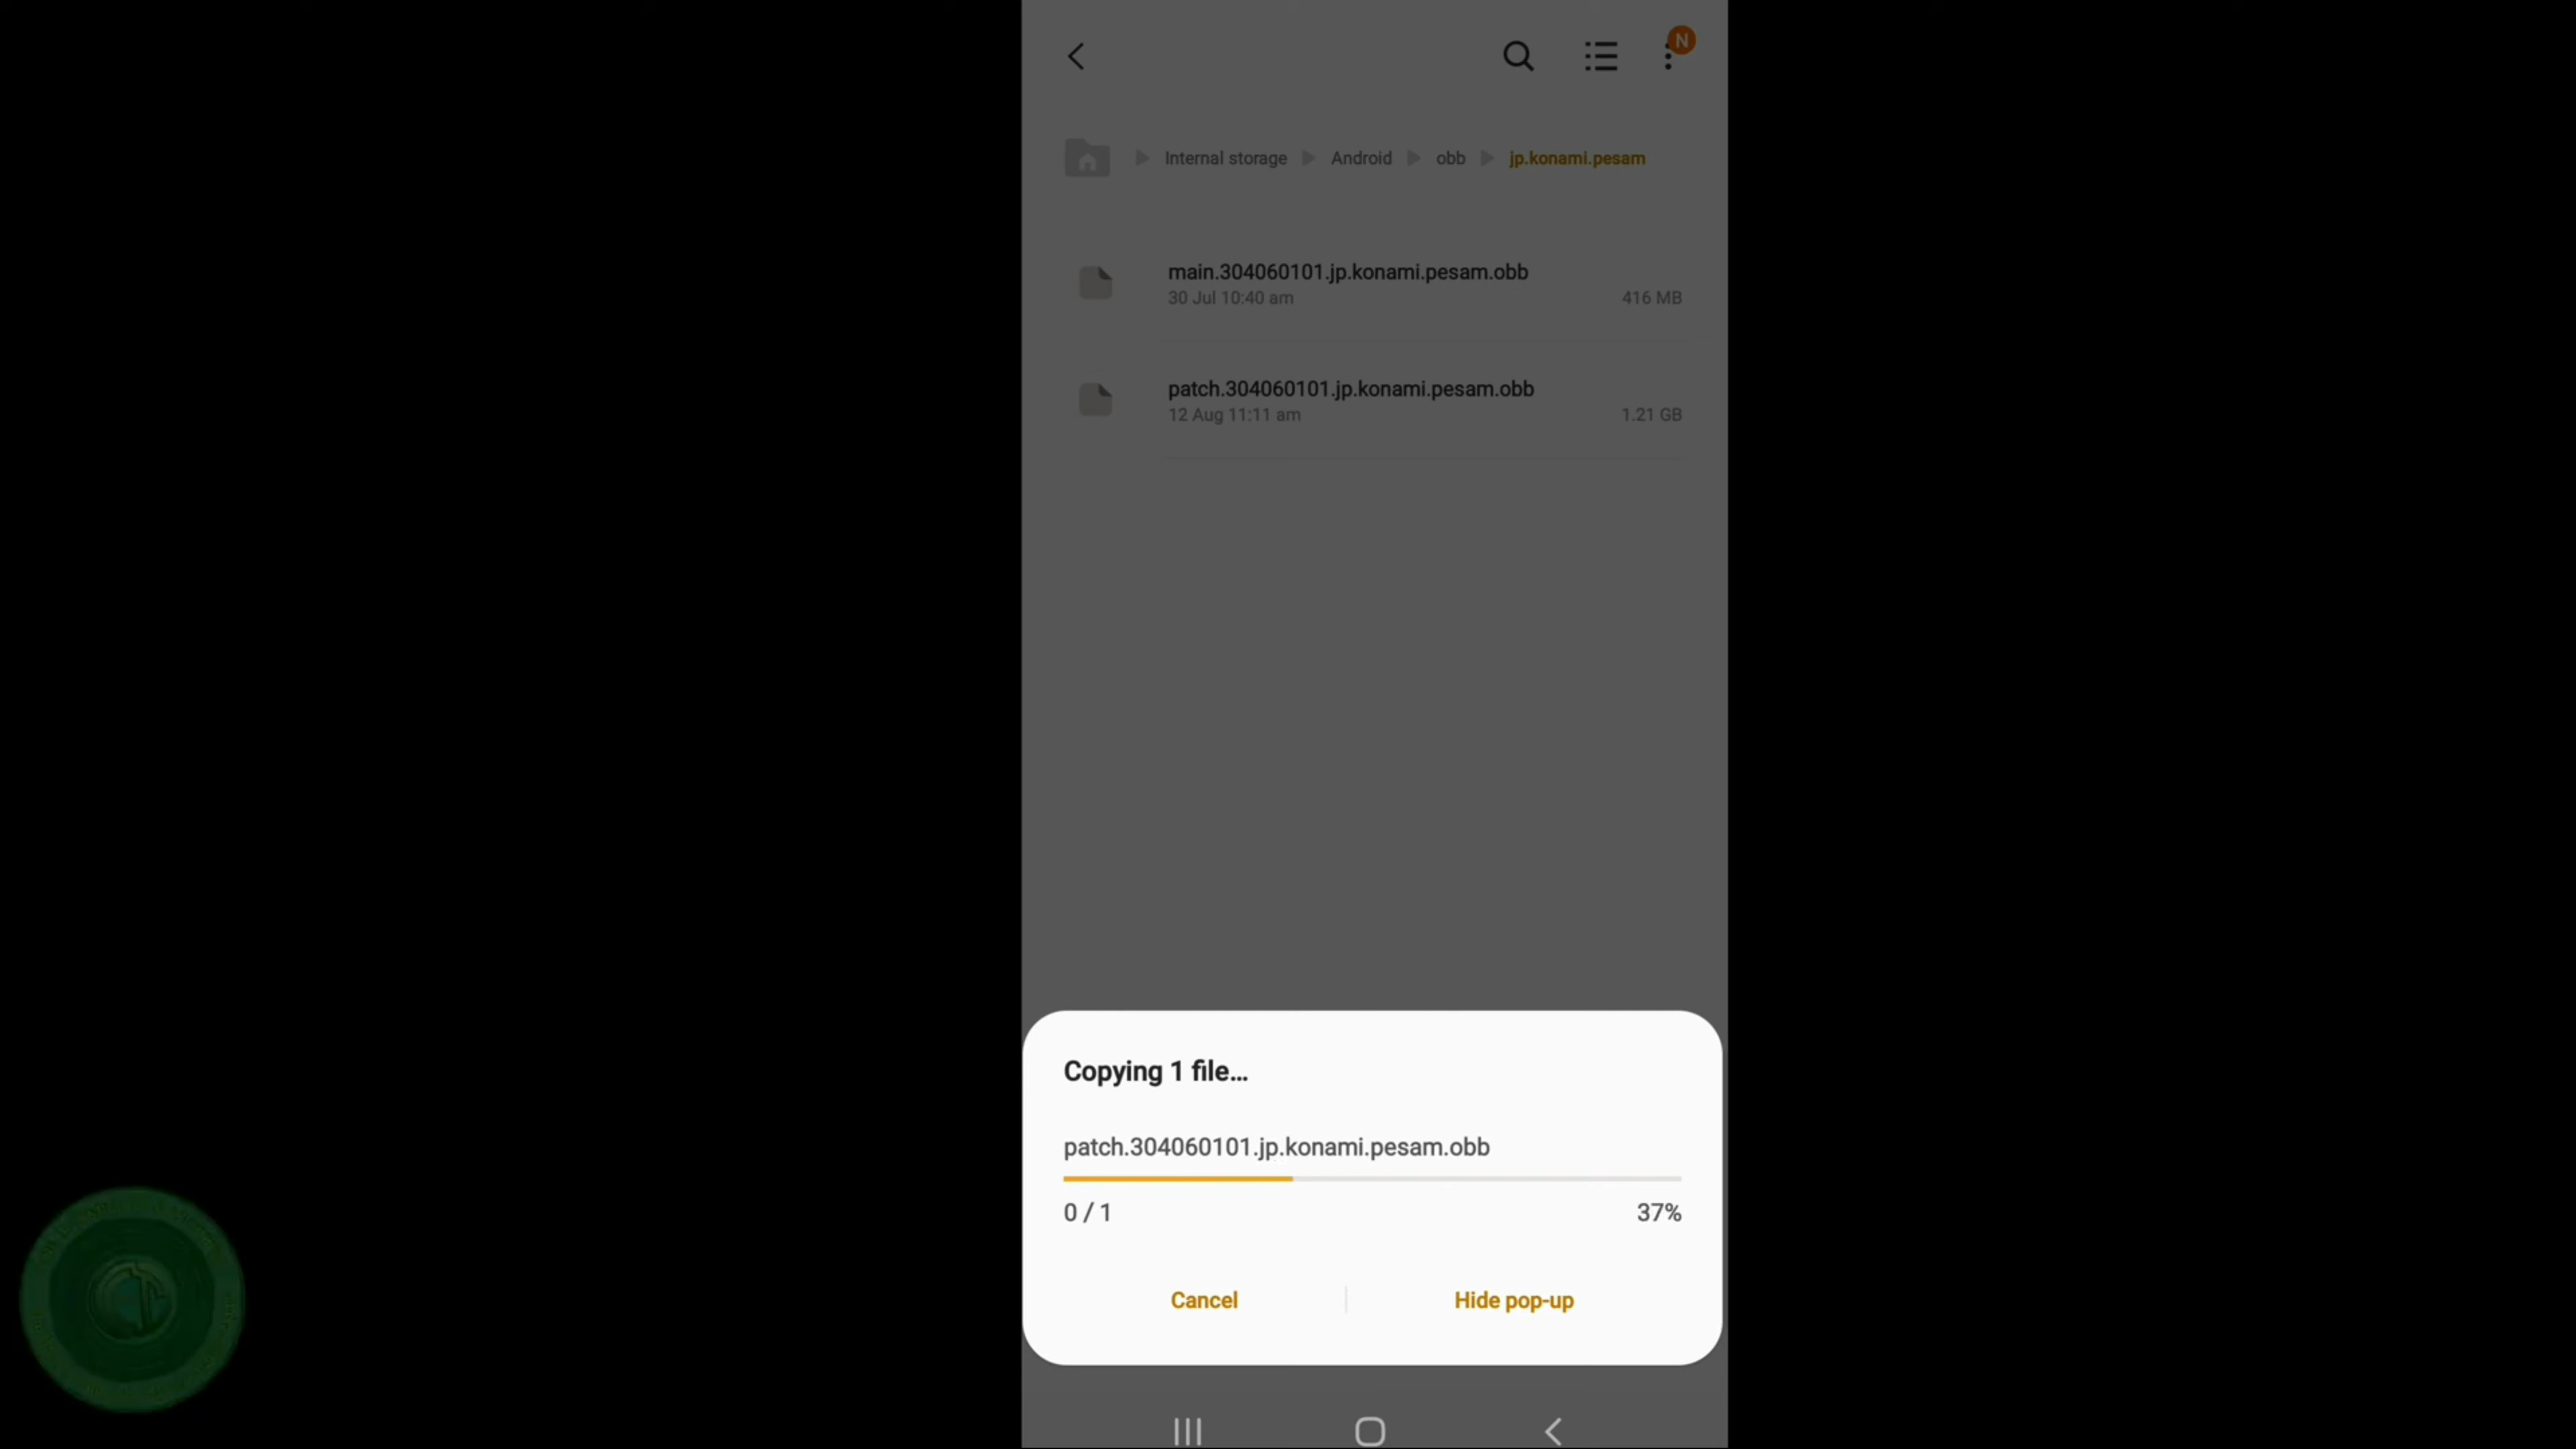 N
Internal storage Android obb jp.konami.pesam
main.304060101.jp.konami.pesam.obb
30 Jul 10:40 am 416 MB
patch.304060101.jp.konami.pesam.obb
12 Aug 11:11 am 1.21 GB
Copying 1 file...
patch.304060101.jp.konami.pesam.obb
0 / 1 37%
Cancel Hide pop-up